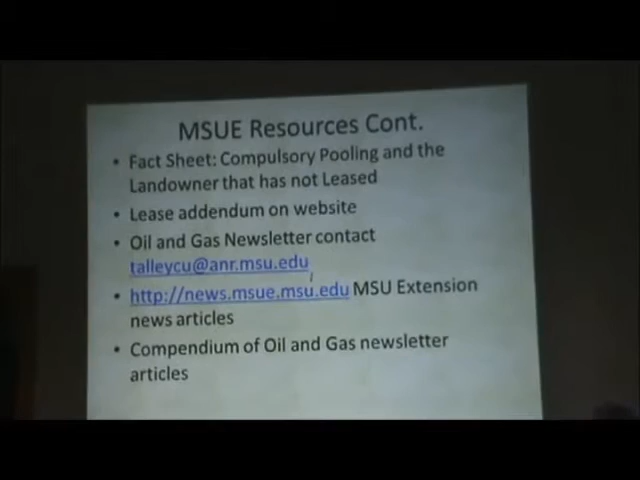 MSUE Resources Cont.
• Fact Sheet: Compulsory Pooling and the
Landowner that has not Leased
• Lease addendum on website
• Oil and Gas Newsletter contact
talleycu@anr.msu.edu
• http://news.msue.msu.edu MSU Extension
news articles
• Compendium of Oil and Gas newsletter
articles